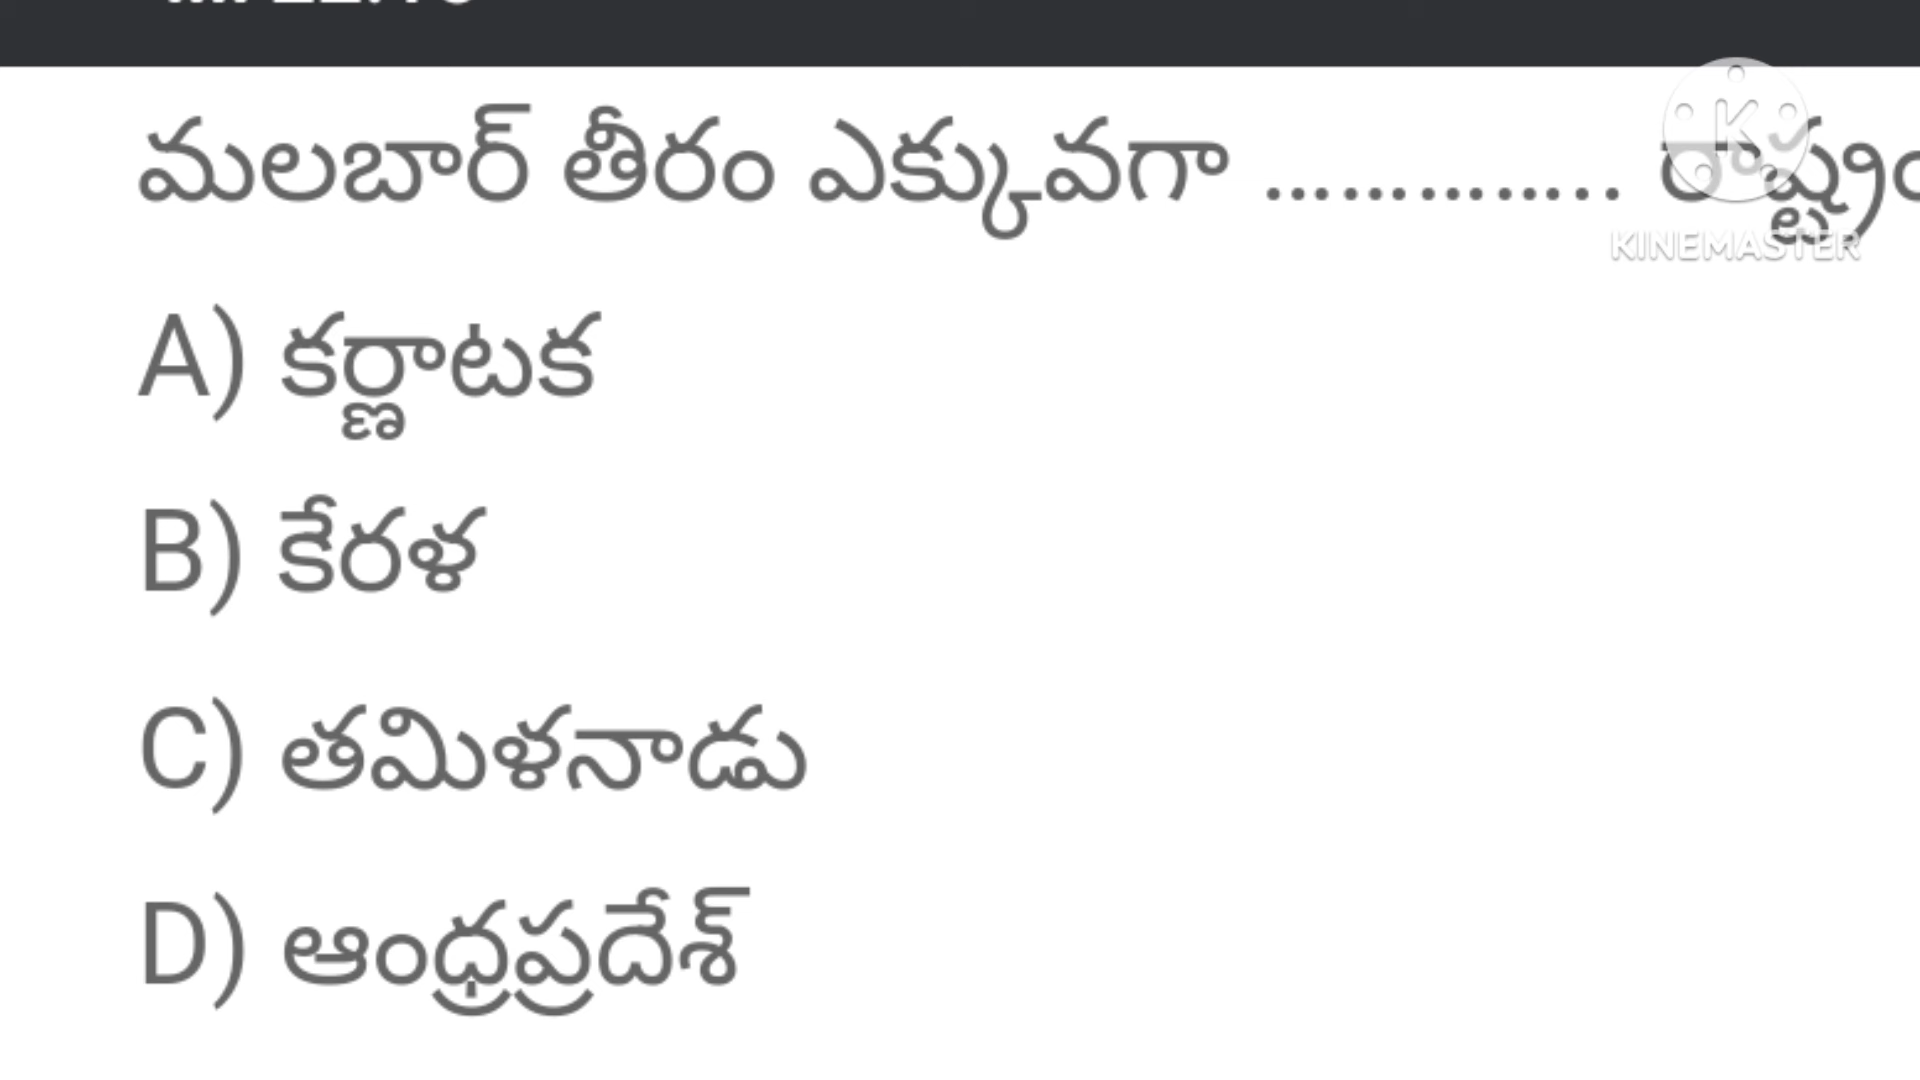 మలబార్ తీరం ఎక్కువగా ..............
KINEMASTER
A) కర్ణాటక
B) కేరళ
C) తమిళనాడు
D) ఆంధ్రప్రదేశ్